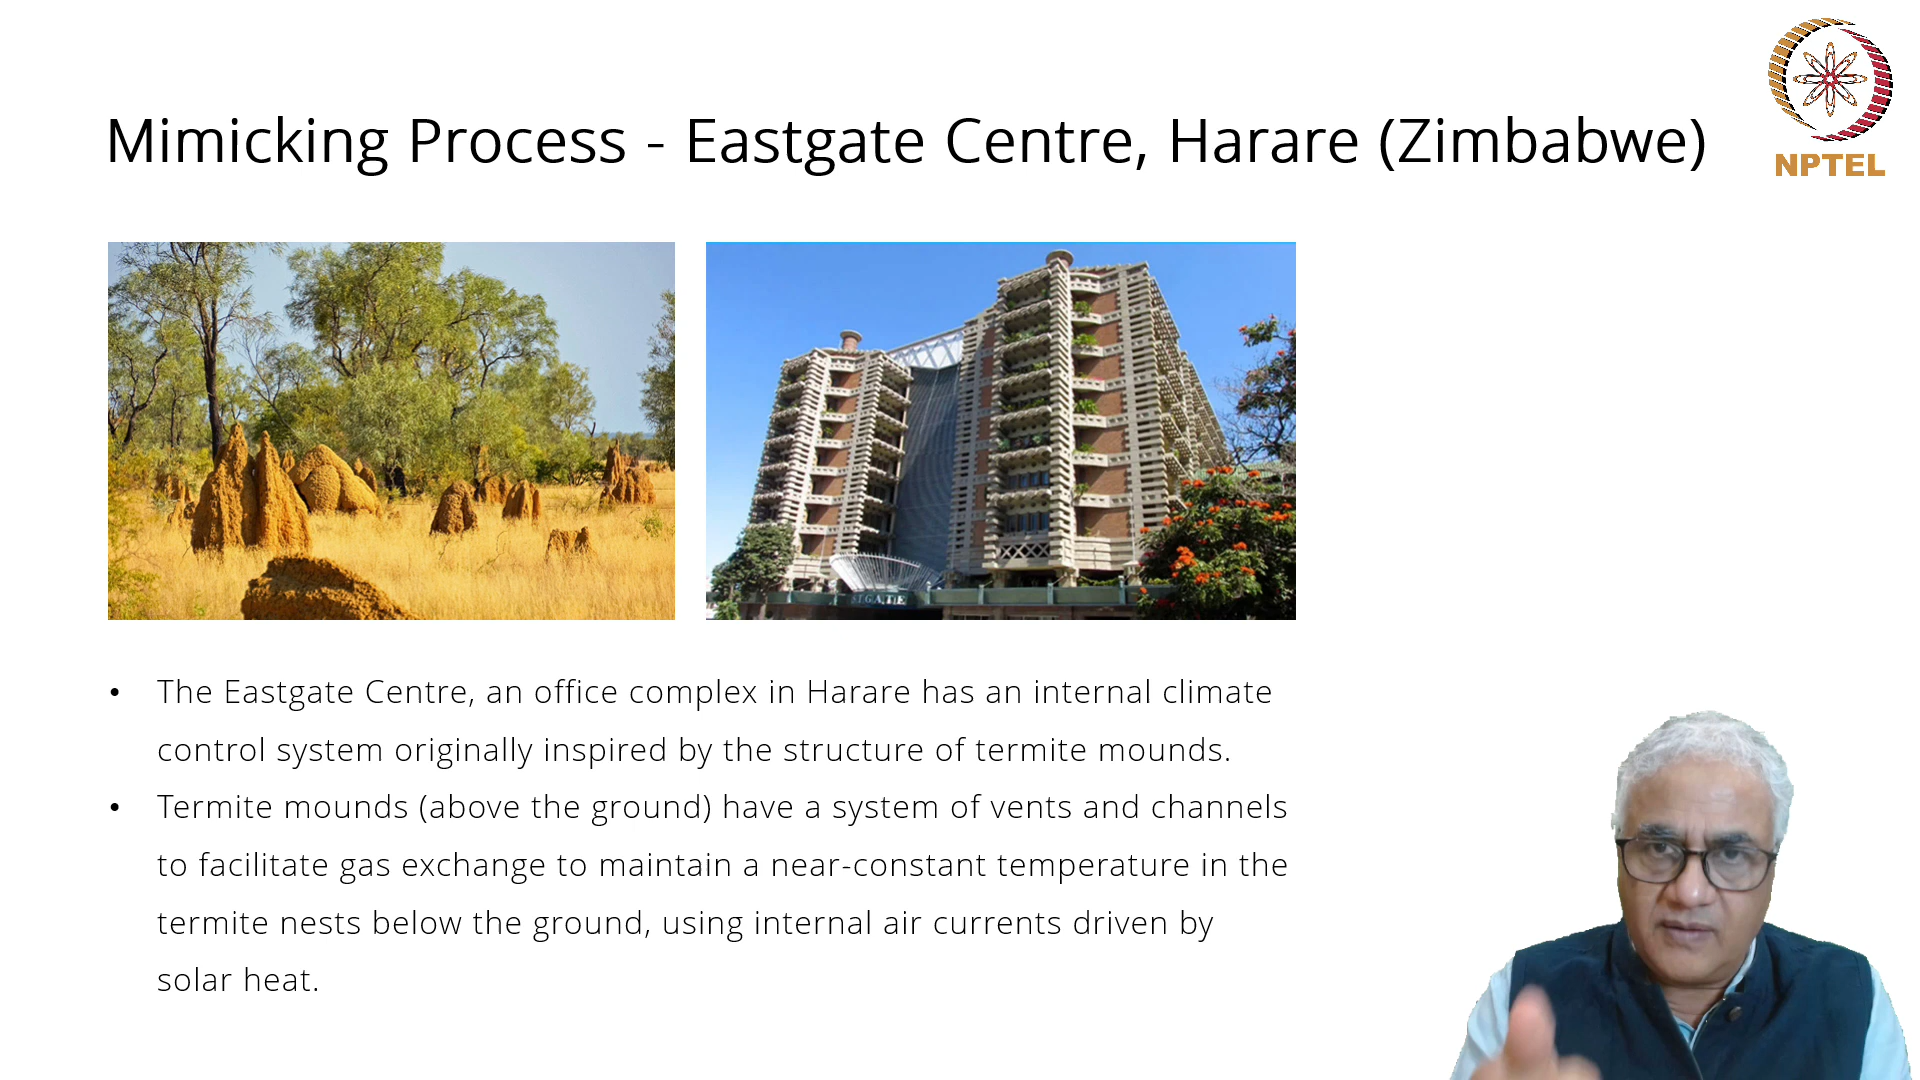 Mimicking Process - Eastgate Centre, Harare (Zimbabwe)
NPTEL
• The Eastgate Centre, an office complex in Harare has an internal climate
control system originally inspired by the structure of termite mounds.
• Termite mounds (above the ground) have a system of vents and channels
to facilitate gas exchange to maintain a near-constant temperature in the
termite nests below the ground, using internal air currents driven by
solar heat.